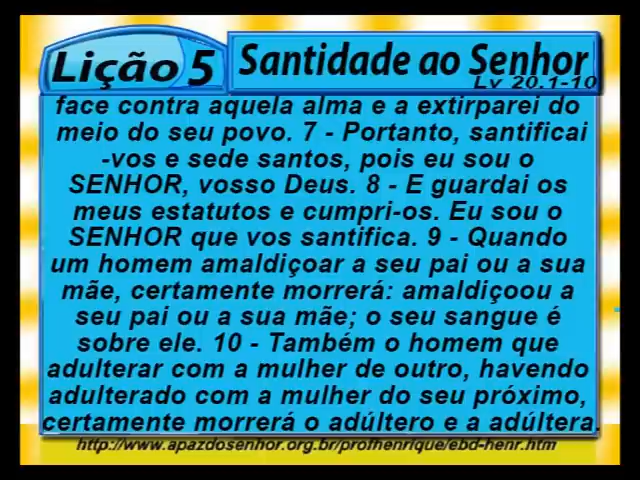 Lição 5
Santidade ao Senhor
Lv 20.1-10
face contra aquela alma e a extirparei do
meio do seu povo. 7 - Portanto, santificai
-vos e sede santos, pois eu sou o
SENHOR, vosso Deus. 8 - E guardai os
meus estatutos e cumpri-os. Eu sou o
SENHOR que vos santifica. 9 - Quando
um homem amaldiçoar a seu pai ou a sua
mãe, certamente morrerá: amaldiçoou a
seu pai ou a sua mãe; o seu sangue é
sobre ele. 10 - Também o homem que
adulterar com a mulher de outro, havendo
adulterado com a mulher do seu próximo,
certamente morrerá o adúltero e a adúltera.
http://www.apazdosenhor.org.br/profhenrique/ebd-henr.htm